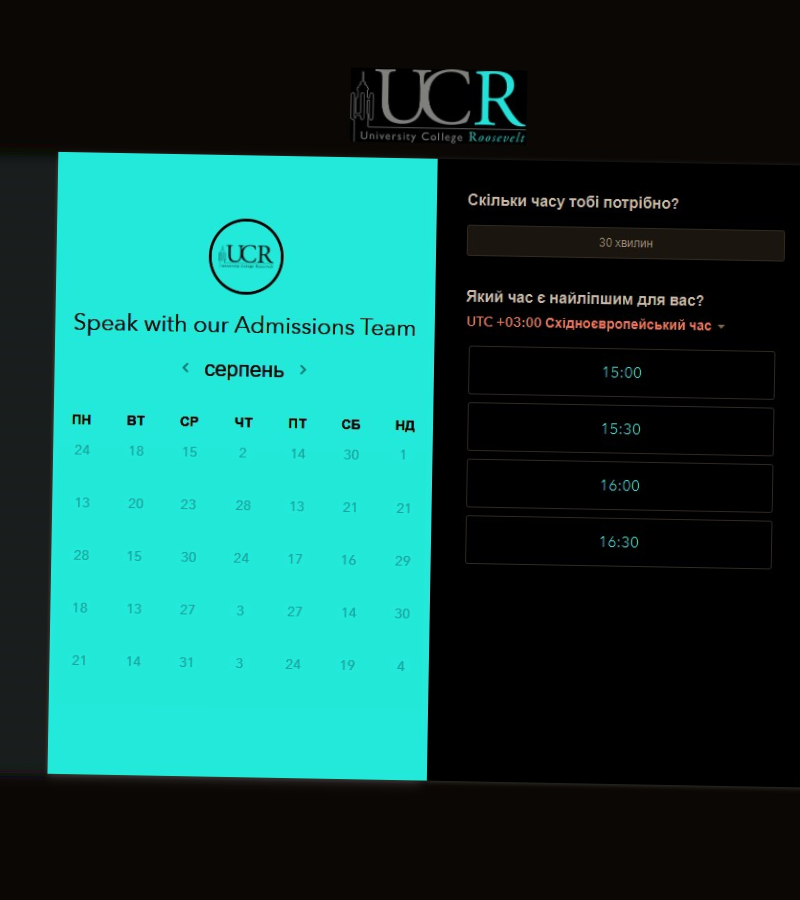 UCR
University College Roosevelt
UCR
Speak with our Admissions Team
серпень
ПН ВТ СР ЧТ ПТ СБ НД
24 18 15 2 14 30 1
13 20 23 28 13 21 21
28 15 30 24 17 16 29
18 13 27 3 27 14 30
21 14 31 3 24 19 4
Скільки часу тобі потрібно?
30 хвилин
Який час є найліпшим для вас?
UTC +03:00 Східноєвропейський час
15:00
15:30
16:00
16:30